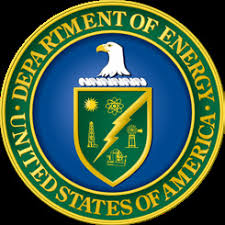 DEPARTMENT OF ENERGY
UNITED STATES OF AMERICA